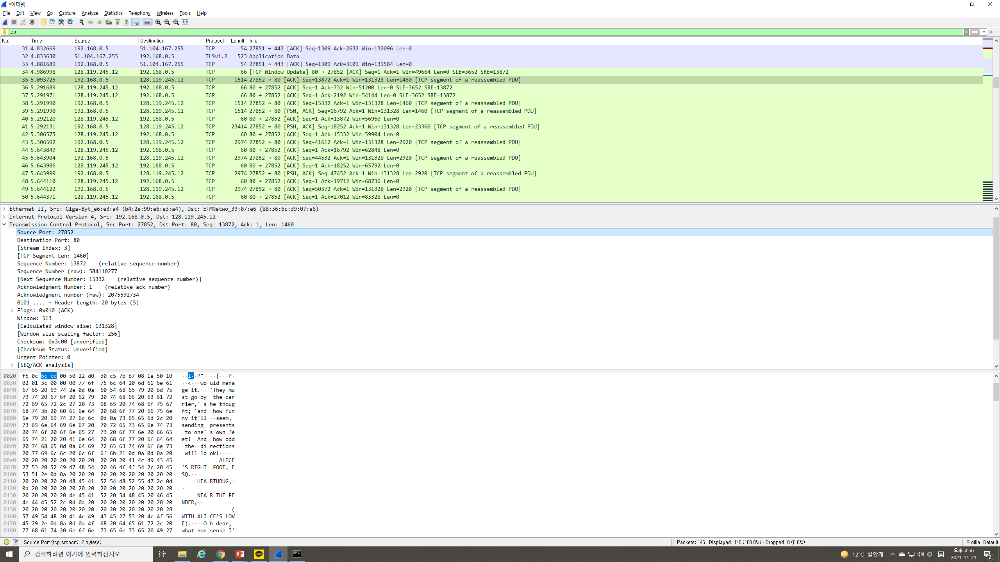 *이더넷
File Edit View Go Capture Analyze Statistics Telephony Wireless Tools Help
tcp
No. Time Source Destination Protocol Length Info
31 4.832669 192.168.0.5 51.104.167.255 TCP 54 27851 → 443 [ACK] Seq=1309 Ack=2632 Win=132096 Len=0
32 4.833630 51.104.167.255 192.168.0.5 TLSv1.2 523 Application Data
33 4.881689 192.168.0.5 51.104.167.255 TCP 54 27851 → 443 [ACK] Seq=1309 Ack=3101 Win=131584 Len=0
34 4.986998 128.119.245.12 192.168.0.5 TCP 66 [TCP Window Update] 80 → 27852 [ACK] Seq=1 Ack=1 Win=49664 Len=0 SLE=3652 SRE=13872
35 5.093725 192.168.0.5 128.119.245.12 TCP 1514 27852 → 80 [ACK] Seq=13872 Ack=1 Win=131328 Len=1460 [TCP segment of a reassembled PDU]
36 5.291689 128.119.245.12 192.168.0.5 TCP 66 80 → 27852 [ACK] Seq=1 Ack=732 Win=51200 Len=0 SLE=3652 SRE=13872
37 5.291971 128.119.245.12 192.168.0.5 TCP 66 80 → 27852 [ACK] Seq=1 Ack=2192 Win=54144 Len=0 SLE=3652 SRE=13872
38 5.291990 192.168.0.5 128.119.245.12 TCP 1514 27852 → 80 [ACK] Seq=15332 Ack=1 Win=131328 Len=1460 [TCP segment of a reassembled PDU]
39 5.291990 192.168.0.5 128.119.245.12 TCP 1514 27852 → 80 [PSH, ACK] Seq=16792 Ack=1 Win=131328 Len=1460 [TCP segment of a reassembled PDU]
40 5.292120 128.119.245.12 192.168.0.5 TCP 60 80 → 27852 [ACK] Seq=1 Ack=13872 Win=56960 Len=0
41 5.292131 192.168.0.5 128.119.245.12 TCP 23414 27852 → 80 [PSH, ACK] Seq=18252 Ack=1 Win=131328 Len=23360 [TCP segment of a reassembled PDU]
42 5.306575 128.119.245.12 192.168.0.5 TCP 60 80 → 27852 [ACK] Seq=1 Ack=15332 Win=59904 Len=0
43 5.306592 192.168.0.5 128.119.245.12 TCP 2974 27852 → 80 [ACK] Seq=41612 Ack=1 Win=131328 Len=2920 [TCP segment of a reassembled PDU]
44 5.643849 128.119.245.12 192.168.0.5 TCP 60 80 → 27852 [ACK] Seq=1 Ack=16792 Win=62848 Len=0
45 5.643904 192.168.0.5 128.119.245.12 TCP 2974 27852 → 80 [ACK] Seq=44532 Ack=1 Win=131328 Len=2920 [TCP segment of a reassembled PDU]
46 5.643986 128.119.245.12 192.168.0.5 TCP 60 80 → 27852 [ACK] Seq=1 Ack=18252 Win=65792 Len=0
47 5.643999 192.168.0.5 128.119.245.12 TCP 2974 27852 → 80 [PSH, ACK] Seq=47452 Ack=1 Win=131328 Len=2920 [TCP segment of a reassembled PDU]
48 5.644110 128.119.245.12 192.168.0.5 TCP 60 80 → 27852 [ACK] Seq=1 Ack=19712 Win=68736 Len=0
49 5.644122 192.168.0.5 128.119.245.12 TCP 2974 27852 → 80 [ACK] Seq=50372 Ack=1 Win=131328 Len=2920 [TCP segment of a reassembled PDU]
50 5.644371 128.119.245.12 192.168.0.5 TCP 60 80 → 27852 [ACK] Seq=1 Ack=27012 Win=83328 Len=0
Ethernet II, Src: Giga-Byt_e6:e3:a4 (b4:2e:99:e6:e3:a4), Dst: EFMNetwo_39:07:e6 (88:36:6c:39:07:e6)
Internet Protocol Version 4, Src: 192.168.0.5, Dst: 128.119.245.12
Transmission Control Protocol, Src Port: 27852, Dst Port: 80, Seq: 13872, Ack: 1, Len: 1460
Source Port: 27852
Destination Port: 80
[Stream index: 3]
[TCP Segment Len: 1460]
Sequence Number: 13872 (relative sequence number)
Sequence Number (raw): 584110277
[Next Sequence Number: 15332 (relative sequence number)]
Acknowledgment Number: 1 (relative ack number)
Acknowledgment number (raw): 2075592734
0101 .... = Header Length: 20 bytes (5)
Flags: 0x010 (ACK)
Window: 513
[Calculated window size: 131328]
[Window size scaling factor: 256]
Checksum: 0x3c00 [unverified]
[Checksum Status: Unverified]
Urgent Pointer: 0
[SEQ/ACK analysis]
0020 f5 0c 6c cc 00 50 22 d0 d0 c5 7b b7 08 1e 50 10 ··l··P"· ··{···P·
0030 02 01 3c 00 00 00 77 6f 75 6c 64 20 6d 61 6e 61 ··<···wo uld mana
0040 67 65 20 69 74 2e 0d 0a 60 54 68 65 79 20 6d 75 ge it.·· `They mu
0050 73 74 20 67 6f 20 62 79 20 74 68 65 20 63 61 72 st go by the car
0060 72 69 65 72 2c 27 20 73 68 65 20 74 68 6f 75 67 rier,' s he thoug
0070 68 74 3b 20 60 61 6e 64 20 68 6f 77 20 66 75 6e ht; `and how fun
0080 6e 79 20 69 74 27 6c 6c 0d 0a 73 65 65 6d 2c 20 ny it'll ··seem,
0090 73 65 6e 64 69 6e 67 20 70 72 65 73 65 6e 74 73 sending presents
00a0 20 74 6f 20 6f 6e 65 27 73 20 6f 77 6e 20 66 65 to one' s own fe
00b0 65 74 21 20 20 41 6e 64 20 68 6f 77 20 6f 64 64 et! And how odd
00c0 20 74 68 65 0d 0a 64 69 72 65 63 74 69 6f 6e 73 the··di rections
00d0 20 77 69 6c 6c 20 6c 6f 6f 6b 21 0d 0a 0d 0a 20 will lo ok!····
00e0 20 20 20 20 20 20 20 20 20 20 20 41 4c 49 43 45 ALICE
00f0 27 53 20 52 49 47 48 54 20 46 4f 4f 54 2c 20 45 'S RIGHT FOOT, E
0100 53 51 2e 0d 0a 20 20 20 20 20 20 20 20 20 20 20 SQ.··
0110 20 20 20 20 20 48 45 41 52 54 48 52 55 47 2c 0d HEA RTHRUG,·
0120 0a 20 20 20 20 20 20 20 20 20 20 20 20 20 20 20 ·
0130 20 20 20 20 20 4e 45 41 52 20 54 48 45 20 46 45 NEA R THE FE
0140 4e 44 45 52 2c 0d 0a 20 20 20 20 20 20 20 20 20 NDER,··
0150 20 20 20 20 20 20 20 20 20 20 20 20 20 20 20 28 (
0160 57 49 54 48 20 41 4c 49 43 45 27 53 20 4c 4f 56 WITH ALI CE'S LOV
0170 45 29 2e 0d 0a 0d 0a 4f 68 20 64 65 61 72 2c 20 E).····O h dear,
0180 77 68 61 74 20 6e 6f 6e 73 65 6e 73 65 20 49 27 what non sense I'
Source Port (tcp.srcport), 2 byte(s) Packets: 146 · Displayed: 146 (100.0%) · Dropped: 0 (0.0%) Profile: Default
검색하려면 여기에 입력하십시오. TALK 12°C 실안개 오후 4:56
2021-11-21 2